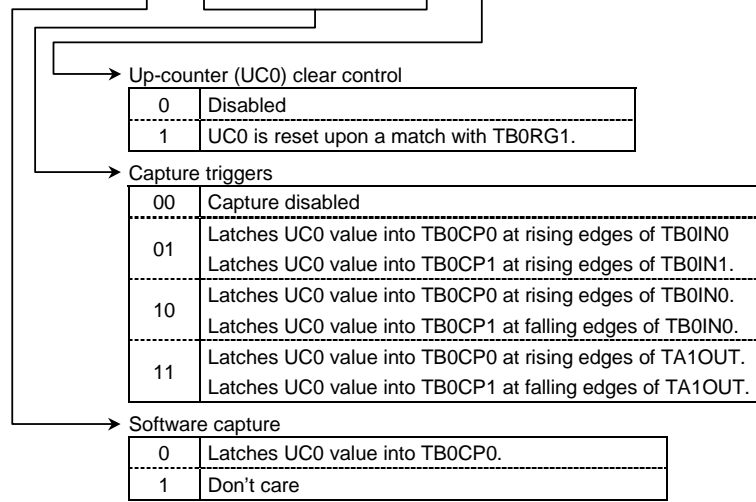 Up-counter (UC0) clear control
0 Disabled
1 UC0 is reset upon a match with TB0RG1.
Capture triggers
00 Capture disabled
01 Latches UC0 value into TB0CP0 at rising edges of TB0IN0
Latches UC0 value into TB0CP1 at rising edges of TB0IN1.
10 Latches UC0 value into TB0CP0 at rising edges of TB0IN0.
Latches UC0 value into TB0CP1 at falling edges of TB0IN0.
11 Latches UC0 value into TB0CP0 at rising edges of TA1OUT.
Latches UC0 value into TB0CP1 at falling edges of TA1OUT.
Software capture
0 Latches UC0 value into TB0CP0.
1 Don't care